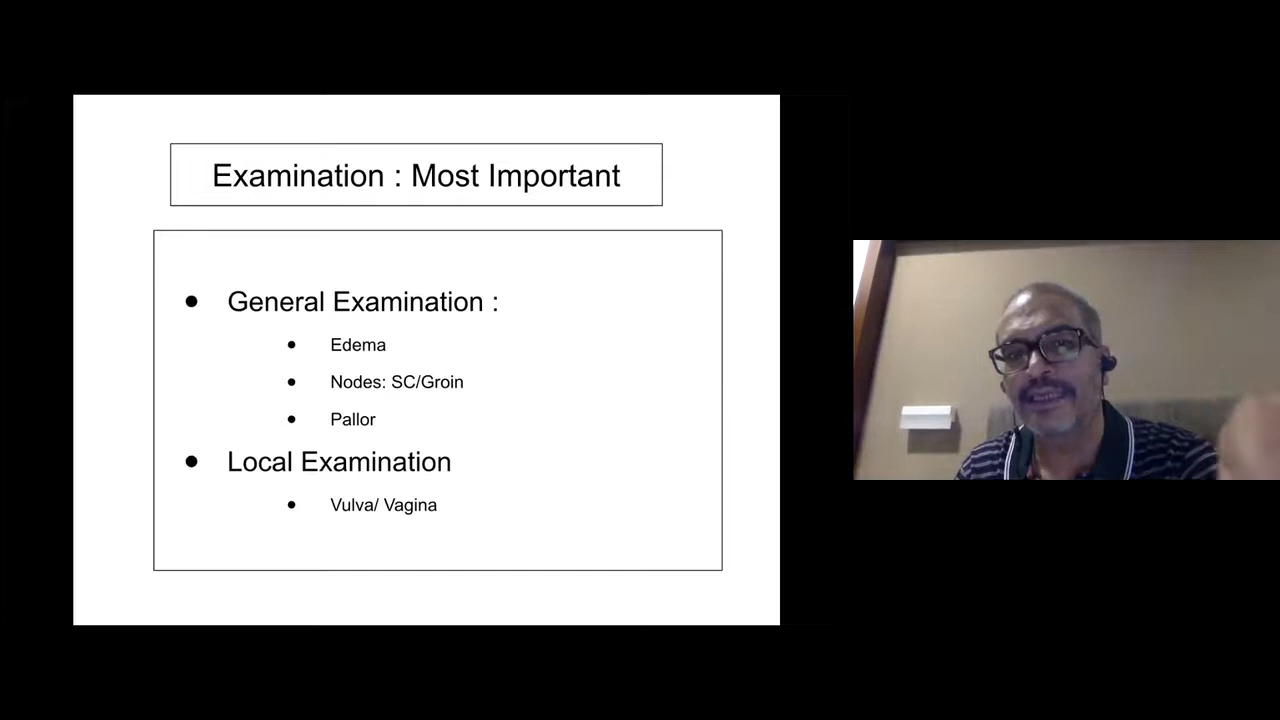 Examination : Most Important
● General Examination :
● Edema
● Nodes: SC/Groin
● Pallor
● Local Examination
● Vulva/ Vagina